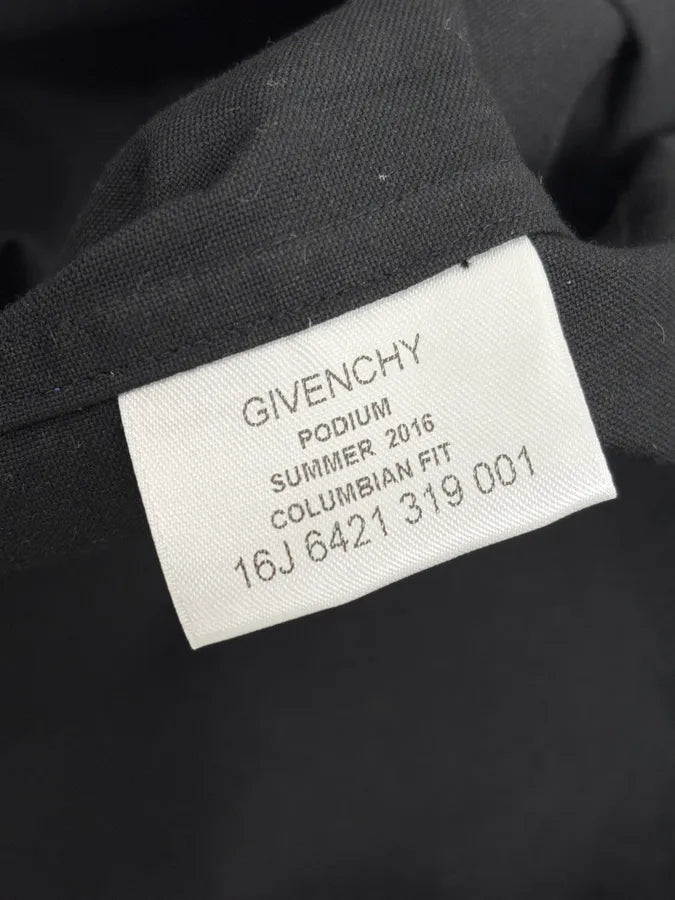 GIVENCHY
PODIUM
SUMMER 2016
COLUMBIAN FIT
16J 6421 319 001